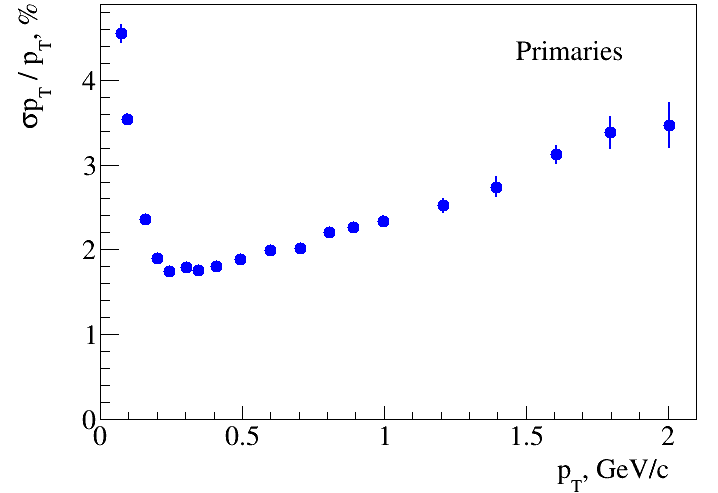 σp_T / p_T, %
Primaries
4
3
2
1
0
0 0.5 1 1.5 2
p_T, GeV/c